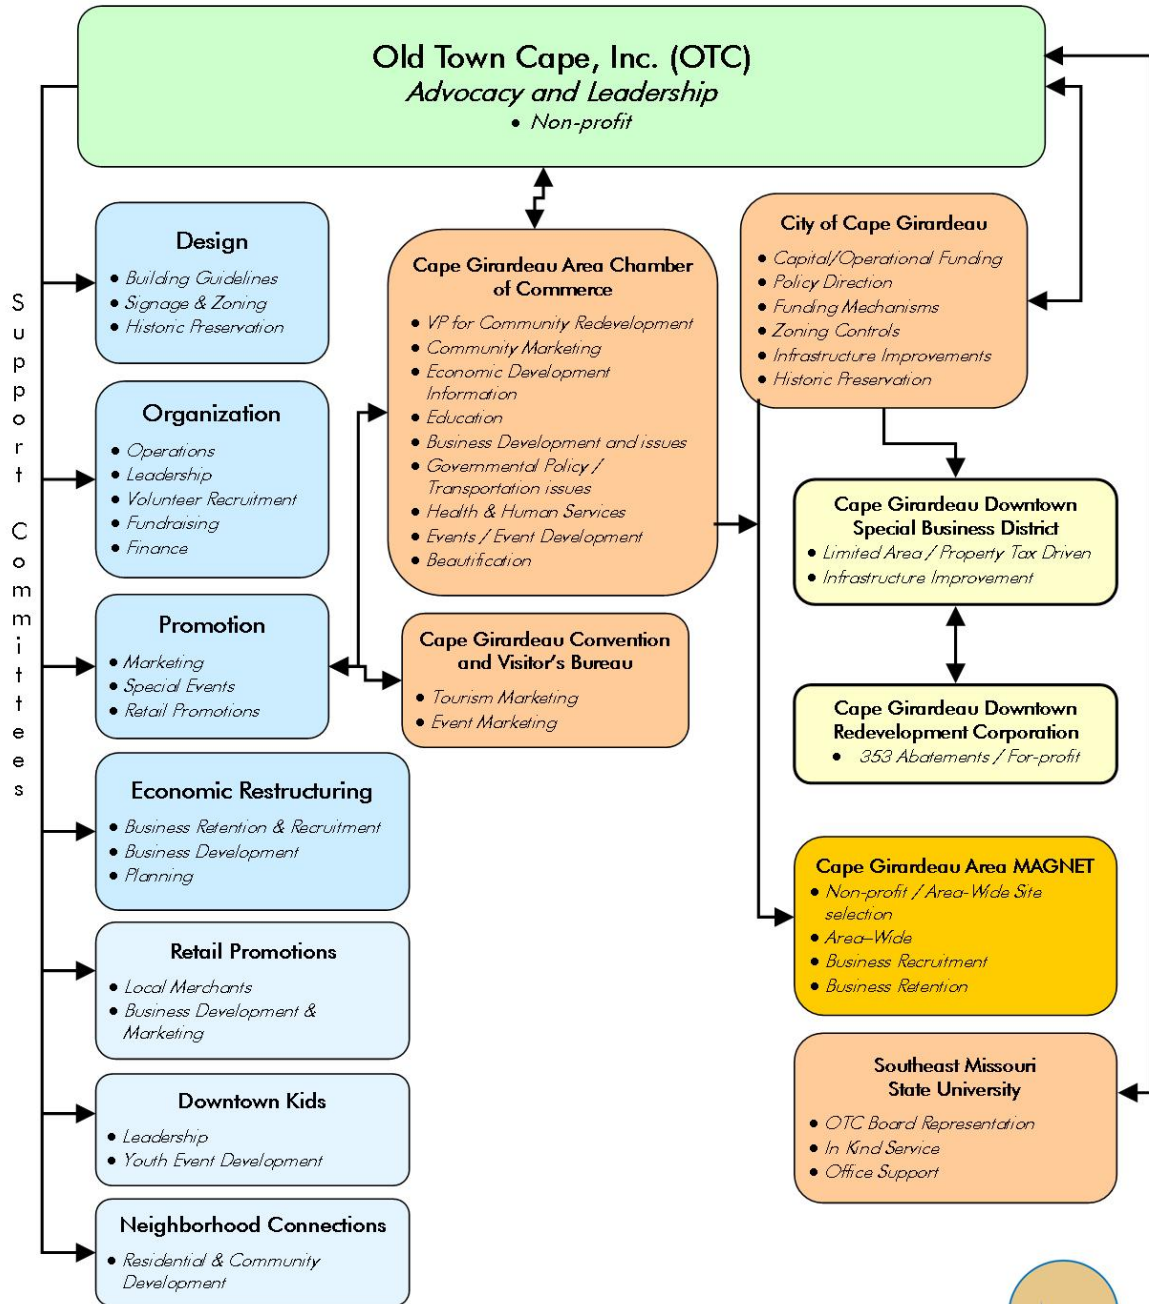 Old Town Cape, Inc. (OTC)
Advocacy and Leadership
• Non-profit
Support Committees
Design
• Building Guidelines
• Signage & Zoning
• Historic Preservation
Organization
• Operations
• Leadership
• Volunteer Recruitment
• Fundraising
• Finance
Promotion
• Marketing
• Special Events
• Retail Promotions
Economic Restructuring
• Business Retention & Recruitment
• Business Development
• Planning
Retail Promotions
• Local Merchants
• Business Development &
Marketing
Downtown Kids
• Leadership
• Youth Event Development
Neighborhood Connections
• Residential & Community
Development
Cape Girardeau Area Chamber
of Commerce
• VP for Community Redevelopment
• Community Marketing
• Economic Development
Information
• Education
• Business Development and issues
• Governmental Policy /
Transportation issues
• Health & Human Services
• Events / Event Development
• Beautification
Cape Girardeau Convention
and Visitor's Bureau
• Tourism Marketing
• Event Marketing
City of Cape Girardeau
• Capital/Operational Funding
• Policy Direction
• Funding Mechanisms
• Zoning Controls
• Infrastructure Improvements
• Historic Preservation
Cape Girardeau Downtown
Special Business District
• Limited Area / Property Tax Driven
• Infrastructure Improvement
Cape Girardeau Downtown
Redevelopment Corporation
• 353 Abatements / For-profit
Cape Girardeau Area MAGNET
• Non-profit / Area-Wide Site
selection
• Area–Wide
• Business Recruitment
• Business Retention
Southeast Missouri
State University
• OTC Board Representation
• In Kind Service
• Office Support